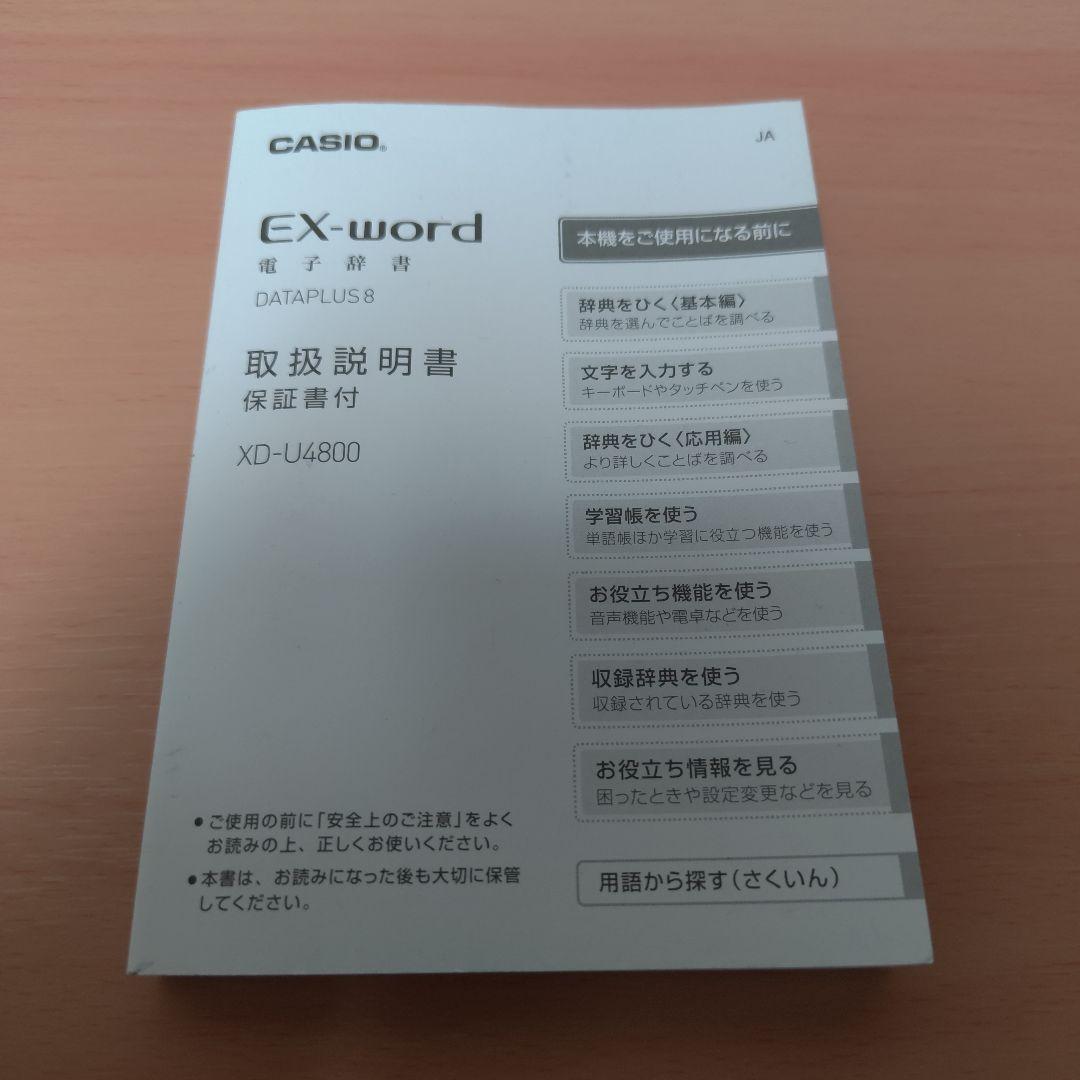 CASIO®
JA
EX-word
電子辞書
DATAPLUS 8
取扱説明書
保証書付
XD-U4800
●ご使用の前に「安全上のご注意」をよく
お読みの上、正しくお使いください。
●本書は、お読みになった後も大切に保管
してください。
本機をご使用になる前に
辞典をひく〈基本編〉
辞典を選んでことばを調べる
文字を入力する
キーボードやタッチペンを使う
辞典をひく〈応用編〉
より詳しくことばを調べる
学習帳を使う
単語帳ほか学習に役立つ機能を使う
お役立ち機能を使う
音声機能や電卓などを使う
収録辞典を使う
収録されている辞典を使う
お役立ち情報を見る
困ったときや設定変更などを見る
用語から探す(さくいん)